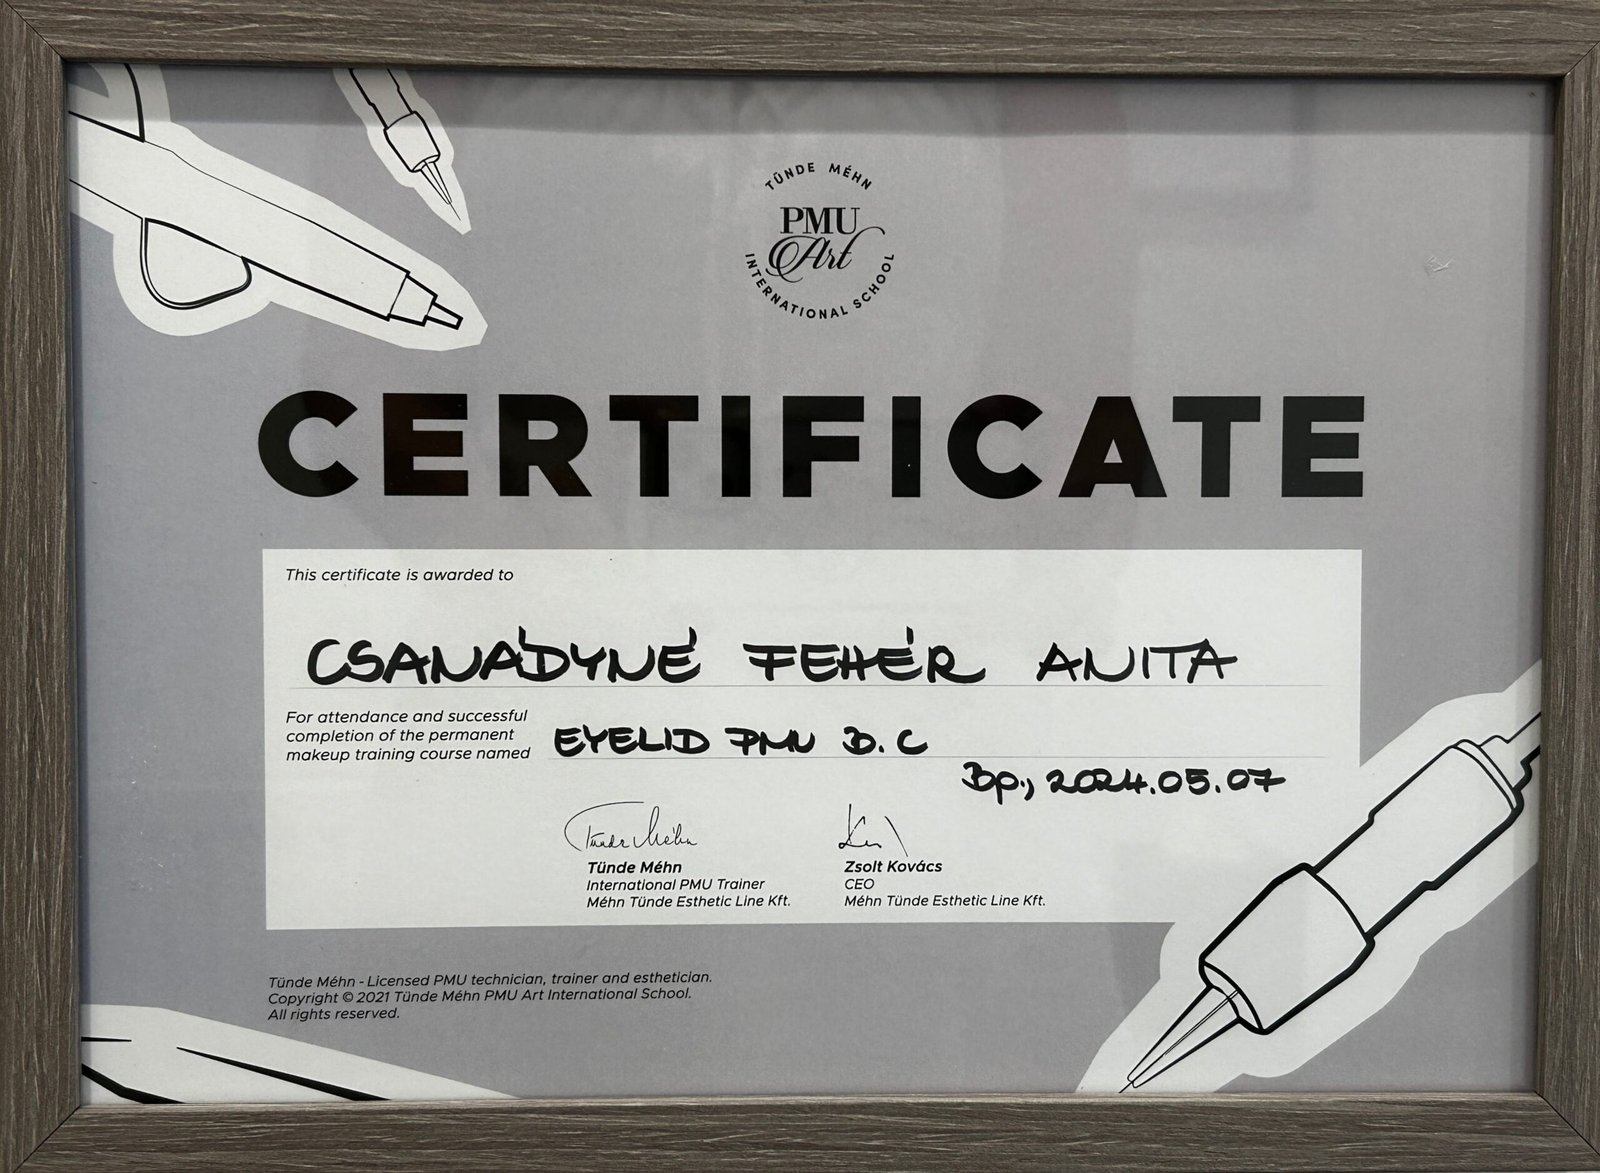 TÜNDE MÉHN
PMU
Art
INTERNATIONAL SCHOOL
CERTIFICATE
This certificate is awarded to
CSANÁDYNÉ FEHÉR ANITA
For attendance and successful
completion of the permanent
makeup training course named
EYELID PMU B.C
Bp., 2024.05.07
Tünde Méhn
Tünde Méhn
International PMU Trainer
Méhn Tünde Esthetic Line Kft.
Zsolt Kovács
CEO
Méhn Tünde Esthetic Line Kft.
Tünde Méhn - Licensed PMU technician, trainer and esthetician.
Copyright © 2021 Tünde Méhn PMU Art International School.
All rights reserved.